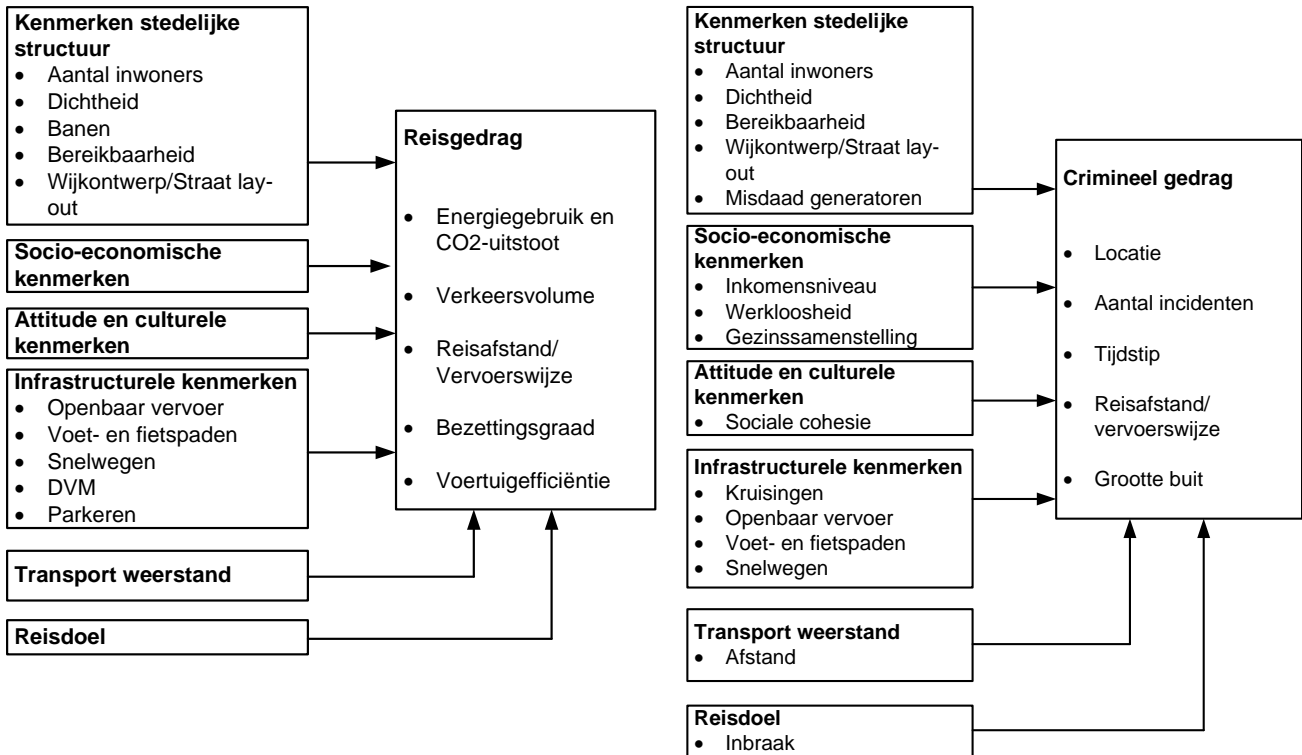 Kenmerken stedelijke
structuur
• Aantal inwoners
• Dichtheid
• Banen
• Bereikbaarheid
• Wijkontwerp/Straat lay-
out
Socio-economische
kenmerken
Attitude en culturele
kenmerken
Infrastructurele kenmerken
• Openbaar vervoer
• Voet- en fietspaden
• Snelwegen
• DVM
• Parkeren
Transport weerstand
Reisdoel
Reisgedrag
• Energiegebruik en
CO2-uitstoot
• Verkeersvolume
• Reisafstand/
Vervoerswijze
• Bezettingsgraad
• Voertuigefficiëntie
Kenmerken stedelijke
structuur
• Aantal inwoners
• Dichtheid
• Bereikbaarheid
• Wijkontwerp/Straat lay-
out
• Misdaad generatoren
Socio-economische
kenmerken
• Inkomensniveau
• Werkloosheid
• Gezinssamenstelling
Attitude en culturele
kenmerken
• Sociale cohesie
Infrastructurele kenmerken
• Kruisingen
• Openbaar vervoer
• Voet- en fietspaden
• Snelwegen
Transport weerstand
• Afstand
Reisdoel
• Inbraak
Crimineel gedrag
• Locatie
• Aantal incidenten
• Tijdstip
• Reisafstand/
vervoerswijze
• Grootte buit